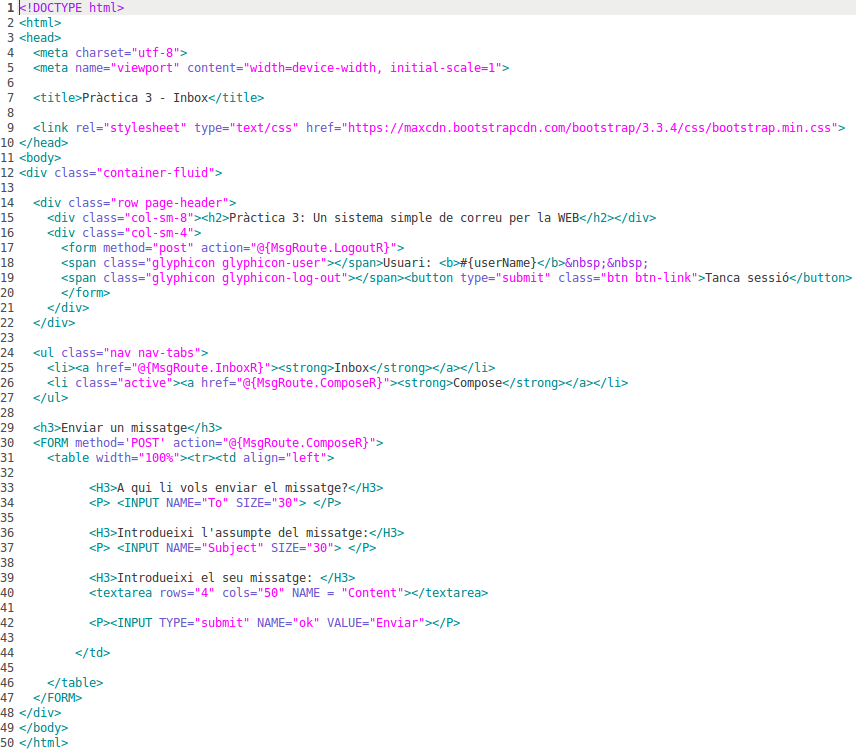 1 <!DOCTYPE html>
2 <html>
3 <head>
4   <meta charset="utf-8">
5   <meta name="viewport" content="width=device-width, initial-scale=1">
6
7   <title>Pràctica 3 - Inbox</title>
8
9   <link rel="stylesheet" type="text/css" href="https://maxcdn.bootstrapcdn.com/bootstrap/3.3.4/css/bootstrap.min.css">
10 </head>
11 <body>
12 <div class="container-fluid">
13
14   <div class="row page-header">
15     <div class="col-sm-8"><h2>Pràctica 3: Un sistema simple de correu per la WEB</h2></div>
16     <div class="col-sm-4">
17       <form method="post" action="@{MsgRoute.LogoutR}">
18       <span class="glyphicon glyphicon-user"></span>Usuari: <b>#{userName}</b>&nbsp;&nbsp;
19       <span class="glyphicon glyphicon-log-out"></span><button type="submit" class="btn btn-link">Tanca sessió</button>
20       </form>
21     </div>
22   </div>
23
24   <ul class="nav nav-tabs">
25     <li><a href="@{MsgRoute.InboxR}"><strong>Inbox</strong></a></li>
26     <li class="active"><a href="@{MsgRoute.ComposeR}"><strong>Compose</strong></a></li>
27   </ul>
28
29   <h3>Enviar un missatge</h3>
30   <FORM method='POST' action="@{MsgRoute.ComposeR}">
31     <table width="100%"><tr><td align="left">
32
33           <H3>A qui li vols enviar el missatge?</H3>
34           <P> <INPUT NAME="To" SIZE="30"> </P>
35
36           <H3>Introdueixi l'assumpte del missatge:</H3>
37           <P> <INPUT NAME="Subject" SIZE="30"> </P>
38
39           <H3>Introdueixi el seu missatge: </H3>
40           <textarea rows="4" cols="50" NAME = "Content"></textarea>
41
42           <P><INPUT TYPE="submit" NAME="ok" VALUE="Enviar"></P>
43
44         </td>
45
46     </table>
47   </FORM>
48 </div>
49 </body>
50 </html>